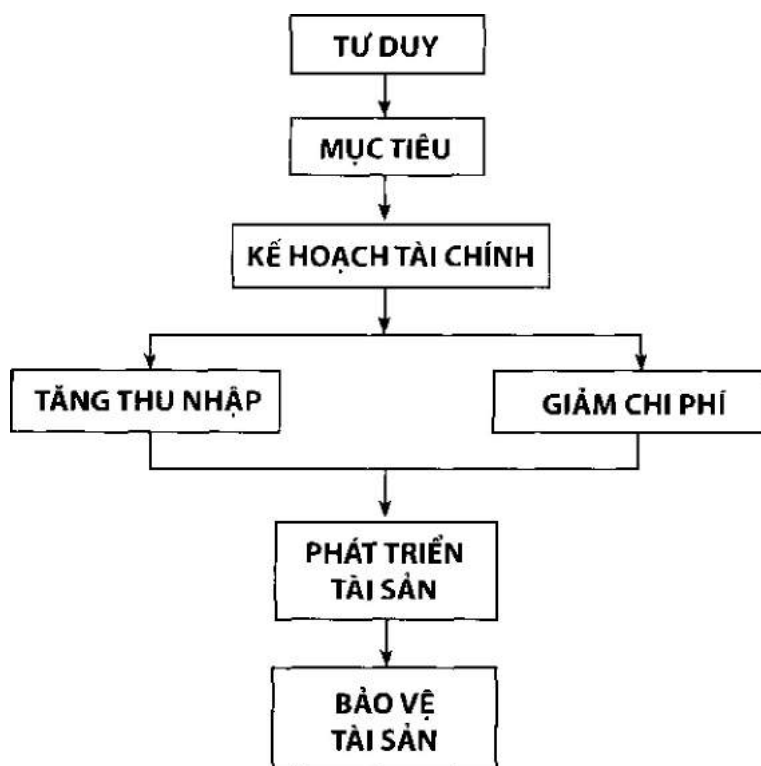 TƯ DUY
MỤC TIÊU
KẾ HOẠCH TÀI CHÍNH
TĂNG THU NHẬP
GIẢM CHI PHÍ
PHÁT TRIỂN
TÀI SẢN
BẢO VỆ
TÀI SẢN